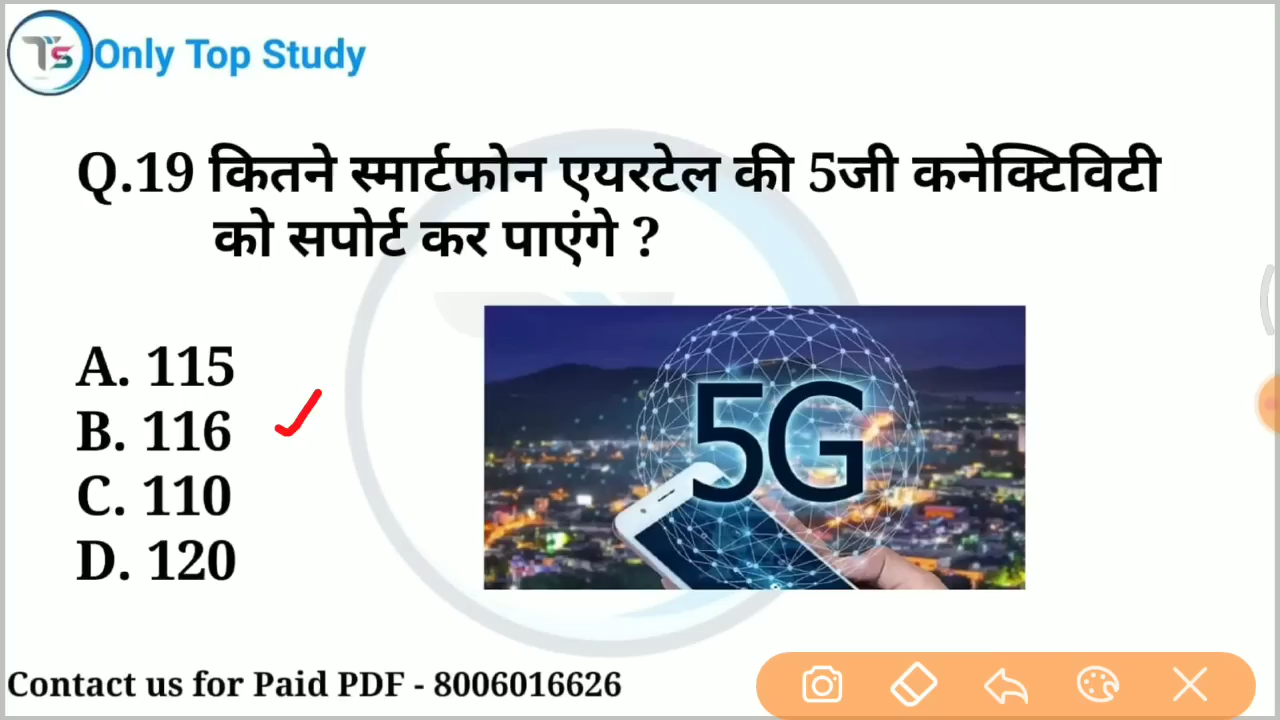 TS Only Top Study
Q.19 कितने स्मार्टफोन एयरटेल की 5जी कनेक्टिविटी
को सपोर्ट कर पाएंगे ?
A. 115
B. 116
C. 110
D. 120
5G
Contact us for Paid PDF - 8006016626